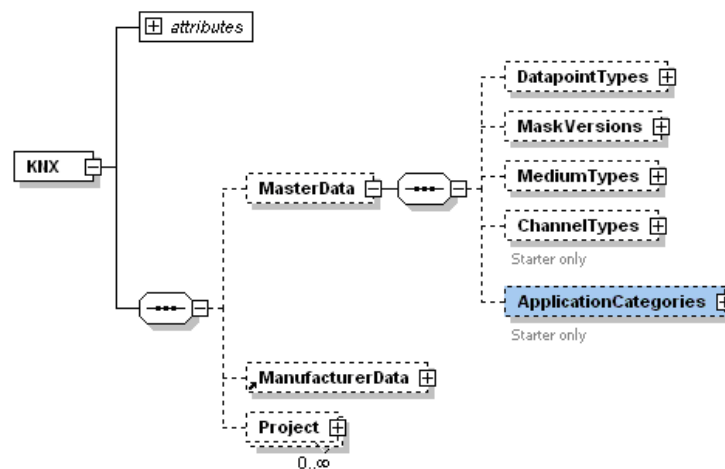 attributes
DatapointTypes
MaskVersions
KNX
MasterData
MediumTypes
ChannelTypes
Starter only
ApplicationCategories
Starter only
ManufacturerData
Project
0..∞